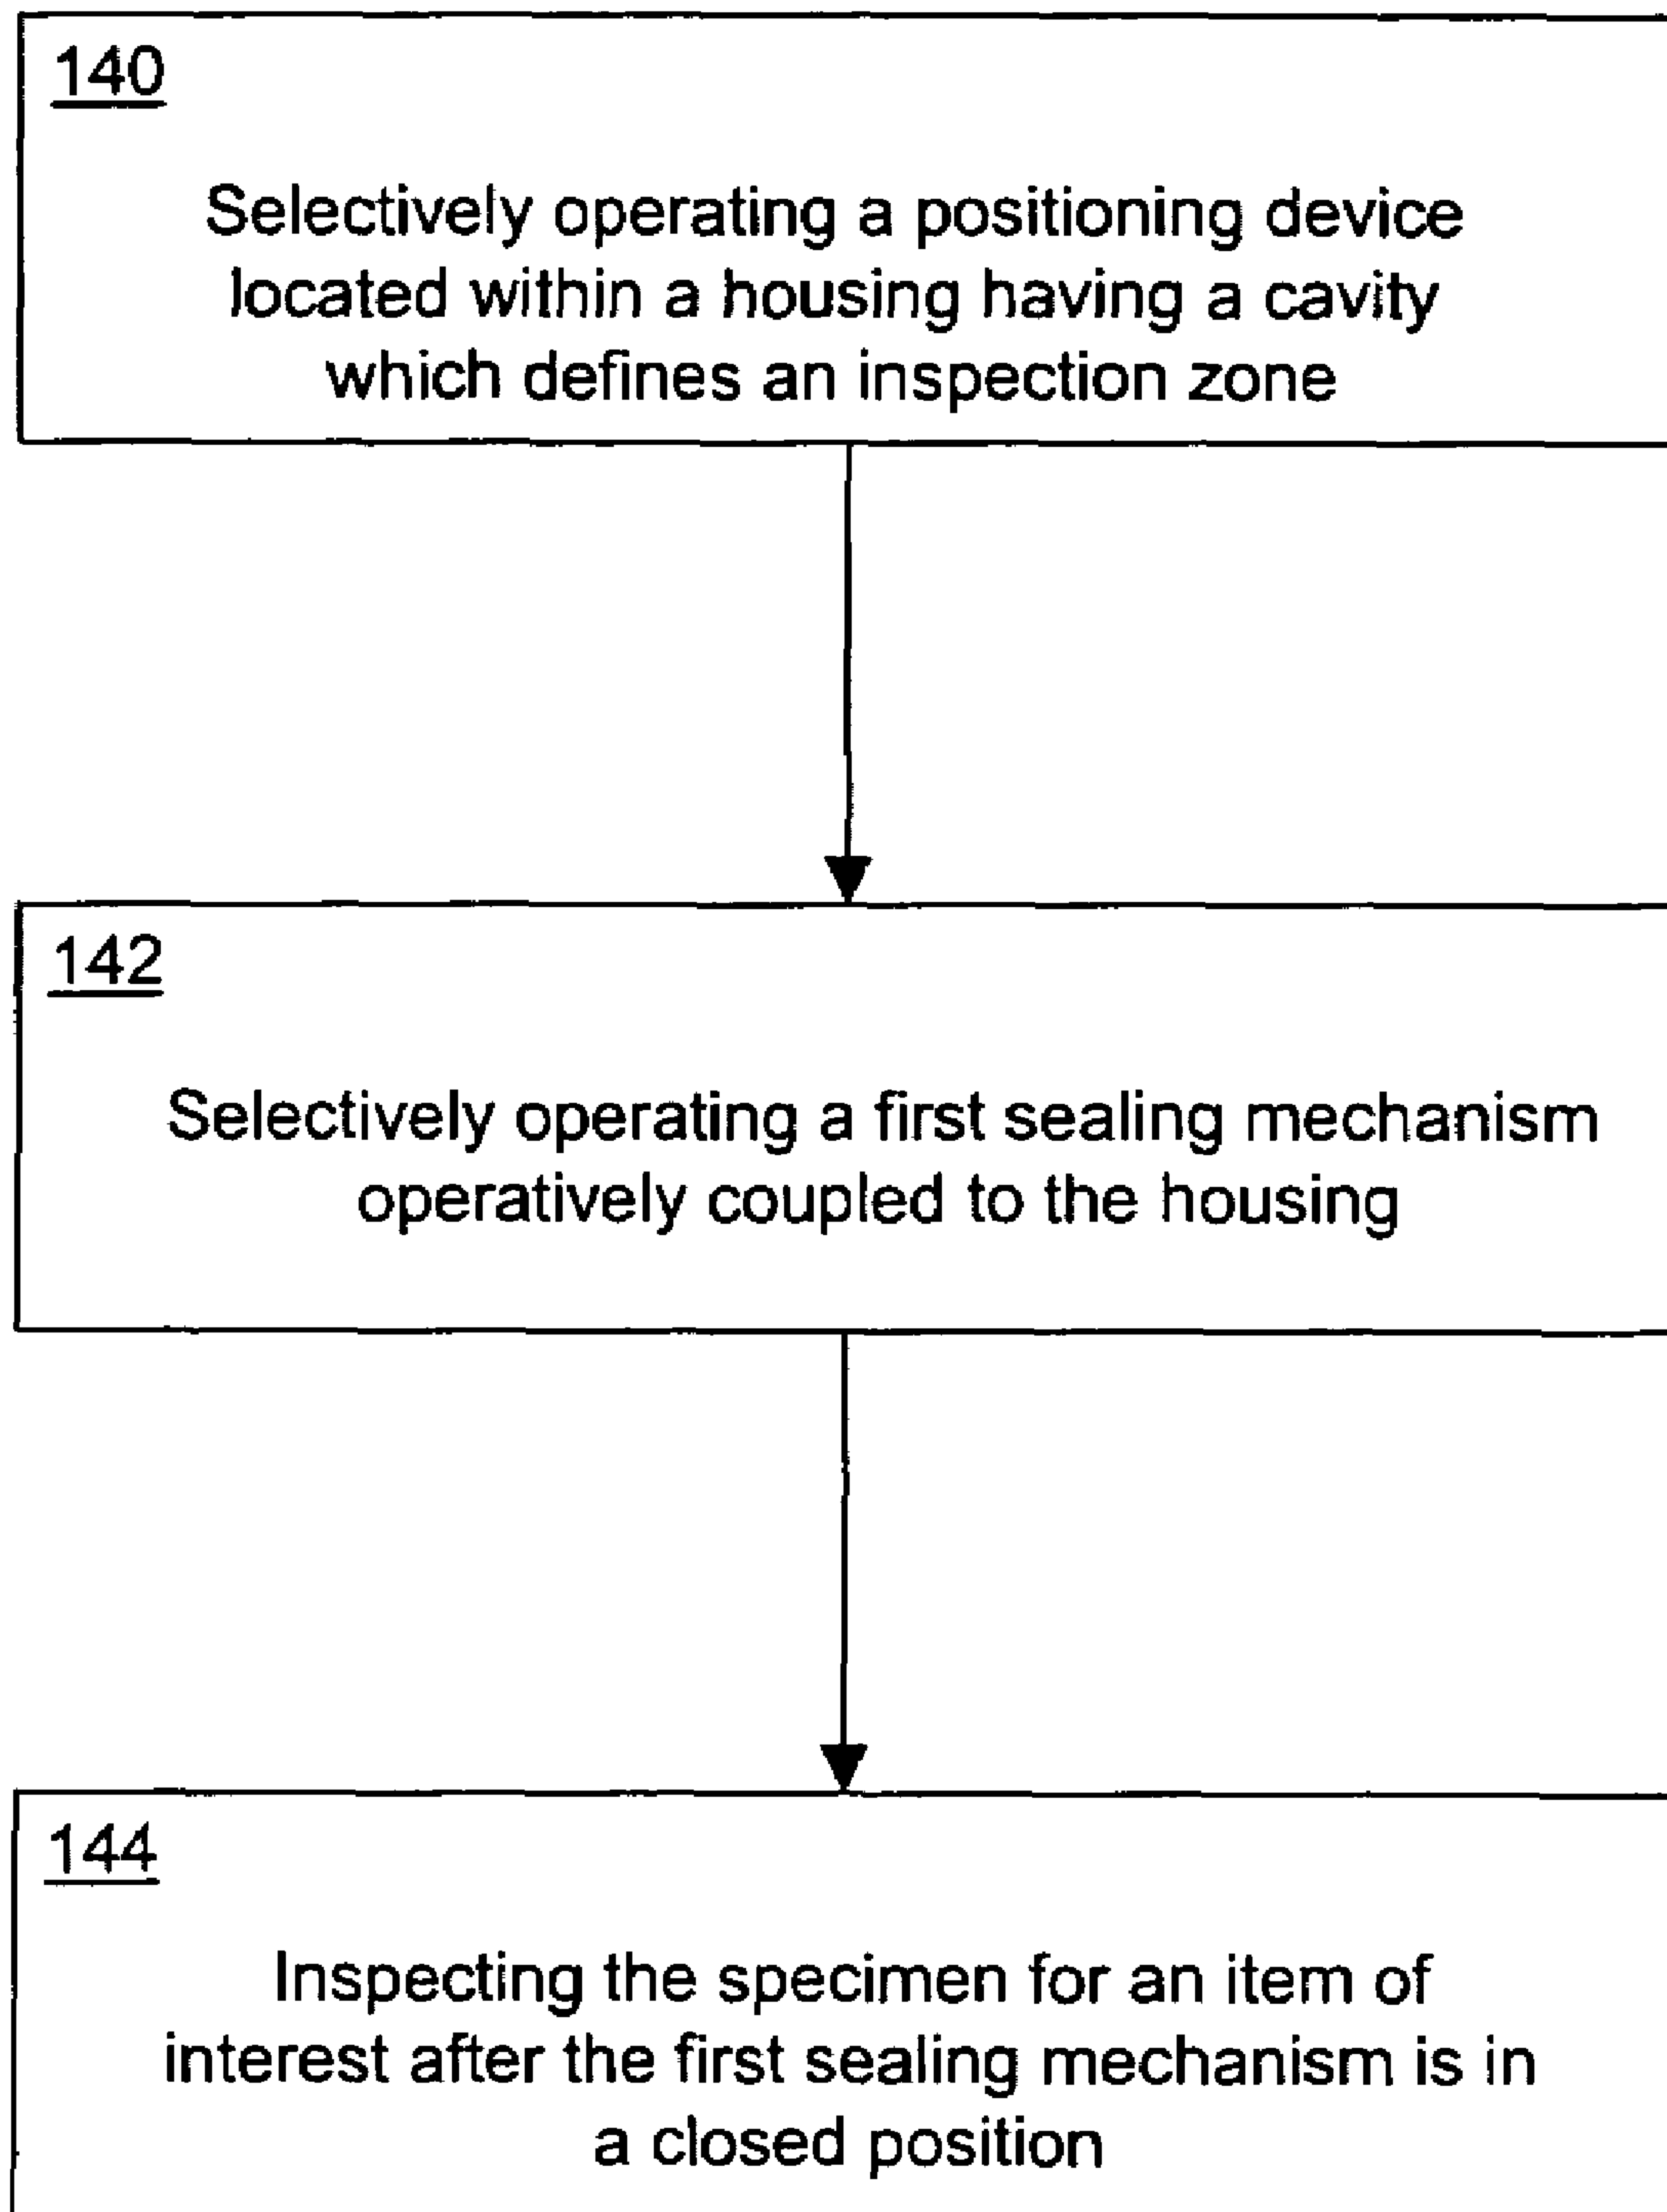 140
Selectively operating a positioning device
located within a housing having a cavity
which defines an inspection zone
142
Selectively operating a first sealing mechanism
operatively coupled to the housing
144
Inspecting the specimen for an item of
interest after the first sealing mechanism is in
a closed position